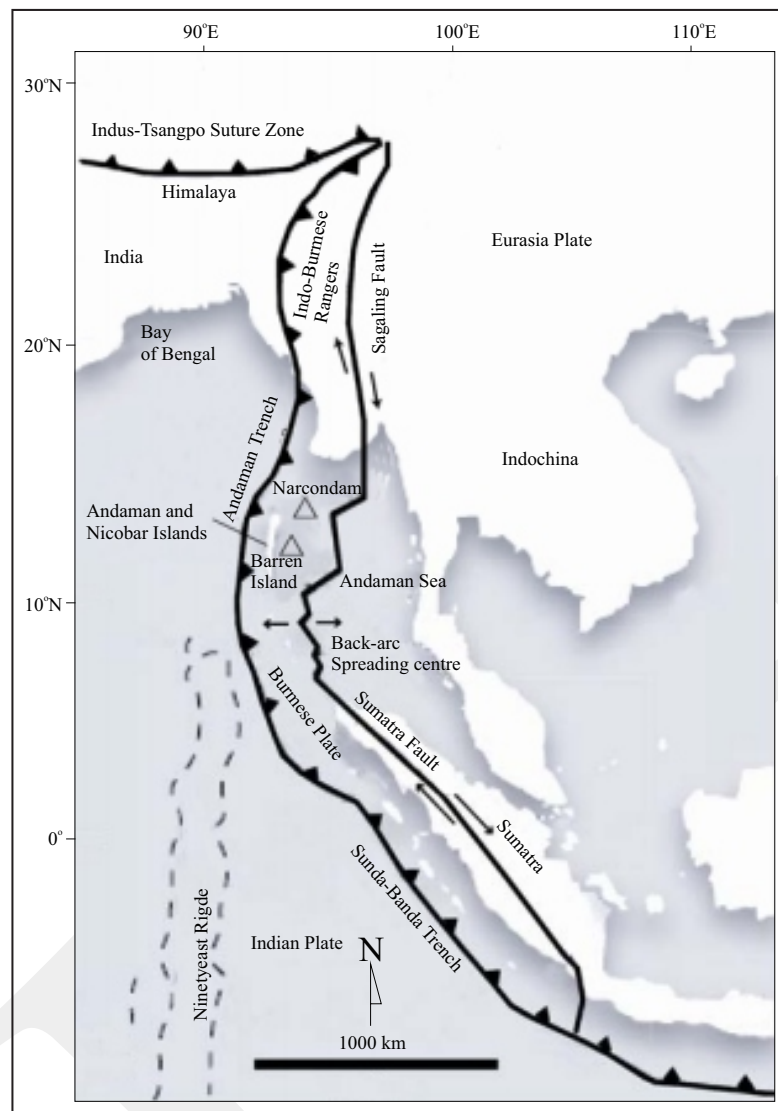 90°E
100°E
110°E
30°N
Indus-Tsangpo Suture Zone
Himalaya
India
Indo-Burmese
Rangers
Sagaling Fault
Eurasia Plate
20°N
Bay
of Bengal
Andaman Trench
Indochina
Narcondam
Andaman and
Nicobar Islands
Barren
Island
Andaman Sea
10°N
Back-arc
Spreading centre
Burmese Plate
Sumatra Fault
Sumatra
0°
Sunda-Banda Trench
Ninetyeast Rigde
Indian Plate
N
1000 km